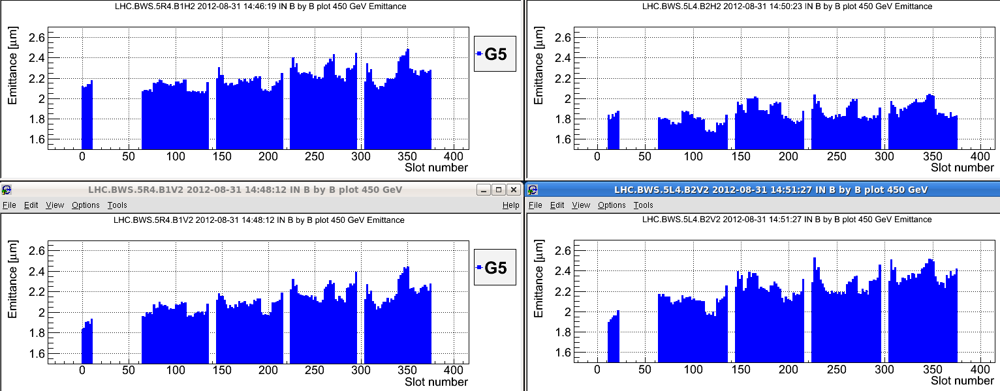 LHC.BWS.5R4.B1H2 2012-08-31 14:46:19 IN B by B plot 450 GeV Emittance
Emittance [μm]
2.6
2.4
2.2
2
1.8
1.6
0 50 100 150 200 250 300 350 400
Slot number
G5
LHC.BWS.5L4.B2H2 2012-08-31 14:50:23 IN B by B plot 450 GeV Emittance
Emittance [μm]
2.6
2.4
2.2
2
1.8
1.6
0 50 100 150 200 250 300 350 400
Slot number
LHC.BWS.5R4.B1V2 2012-08-31 14:48:12 IN B by B plot 450 GeV
File Edit View Options Tools Help
LHC.BWS.5R4.B1V2 2012-08-31 14:48:12 IN B by B plot 450 GeV Emittance
Emittance [μm]
2.6
2.4
2.2
2
1.8
1.6
0 50 100 150 200 250 300 350 400
Slot number
G5
LHC.BWS.5L4.B2V2 2012-08-31 14:51:27 IN B by B plot 450 GeV
File Edit View Options Tools
LHC.BWS.5L4.B2V2 2012-08-31 14:51:27 IN B by B plot 450 GeV Emittance
Emittance [μm]
2.6
2.4
2.2
2
1.8
1.6
0 50 100 150 200 250 300 350 400
Slot number